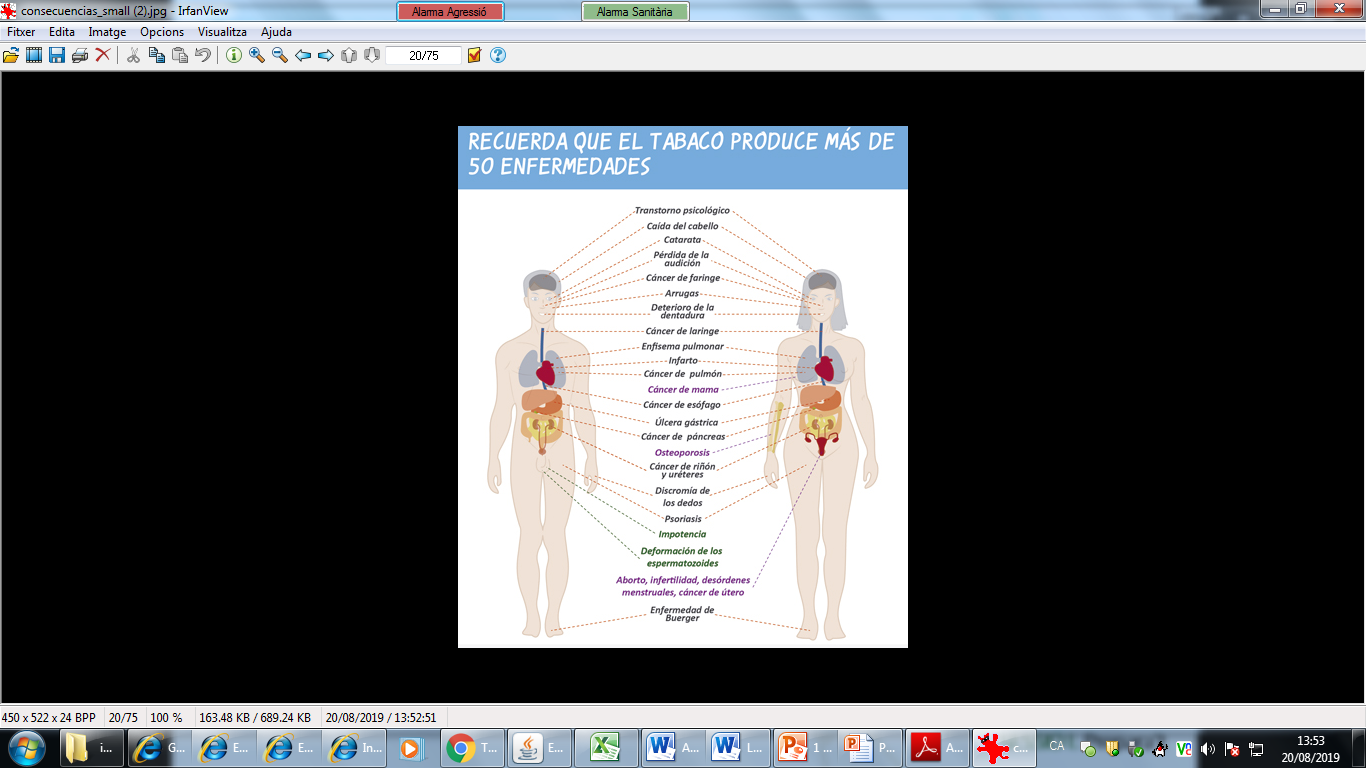 consecuencias_small (2).jpg - IrfanView
Alarma Agressió
Alarma Sanitària
Fitxer Edita Imatge Opcions Visualitza Ajuda
20/75
RECUERDA QUE EL TABACO PRODUCE MÁS DE
50 ENFERMEDADES
Transtorno psicológico
Caída del cabello
Catarata
Pérdida de la
audición
Cáncer de faringe
Arrugas
Deterioro de la
dentadura
Cáncer de laringe
Enfisema pulmonar
Infarto
Cáncer de pulmón
Cáncer de mama
Cáncer de esófago
Úlcera gástrica
Cáncer de páncreas
Osteoporosis
Cáncer de riñón
y uréteres
Discromía de
los dedos
Psoriasis
Impotencia
Deformación de los
espermatozoides
Aborto, infertilidad, desórdenes
menstruales, cáncer de útero
Enfermedad de
Buerger
450 x 522 x 24 BPP 20/75 100 % 163.48 KB / 689.24 KB 20/08/2019 / 13:52:51
i... G... E... E... In... T... E... A... L... 1 ... P... A... c... CA 13:53
20/08/2019